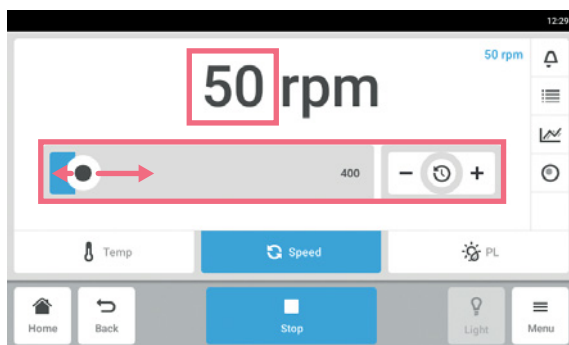 12:29
50 rpm
50 rpm
400
Temp
Speed
PL
Home
Back
Stop
Light
Menu